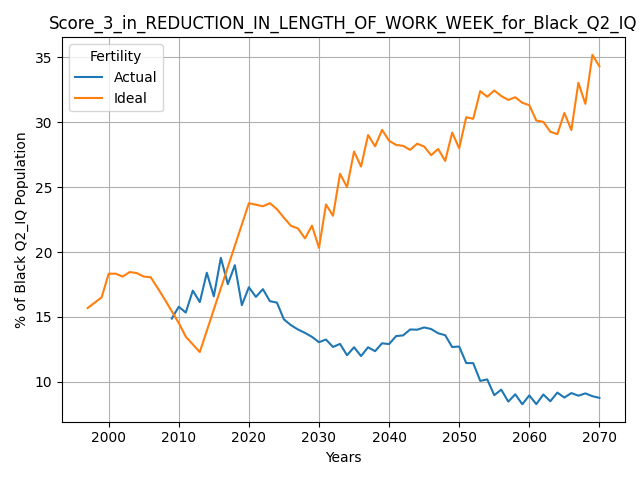 Score_3_in_REDUCTION_IN_LENGTH_OF_WORK_WEEK_for_Black_Q2_IQ
Fertility
Actual
Ideal
% of Black Q2_IQ Population
35
30
25
20
15
10
2000
2010
2020
2030
2040
2050
2060
2070
Years